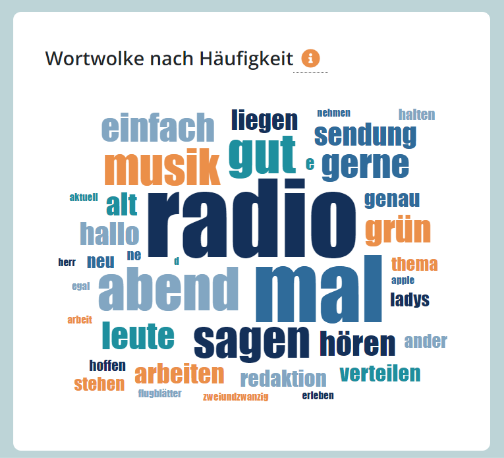 Wortwolke nach Häufigkeit i
einfach liegen nehmen halten
sendung
musik gut e gerne
aktuell alt radio genau
hallo grün
herr neu ne d thema
egal abend mal apple
ladys
arbeit leute sagen hören ander
hoffen
stehen arbeiten redaktion verteilen
flugblätter zweiundzwanzig erleben